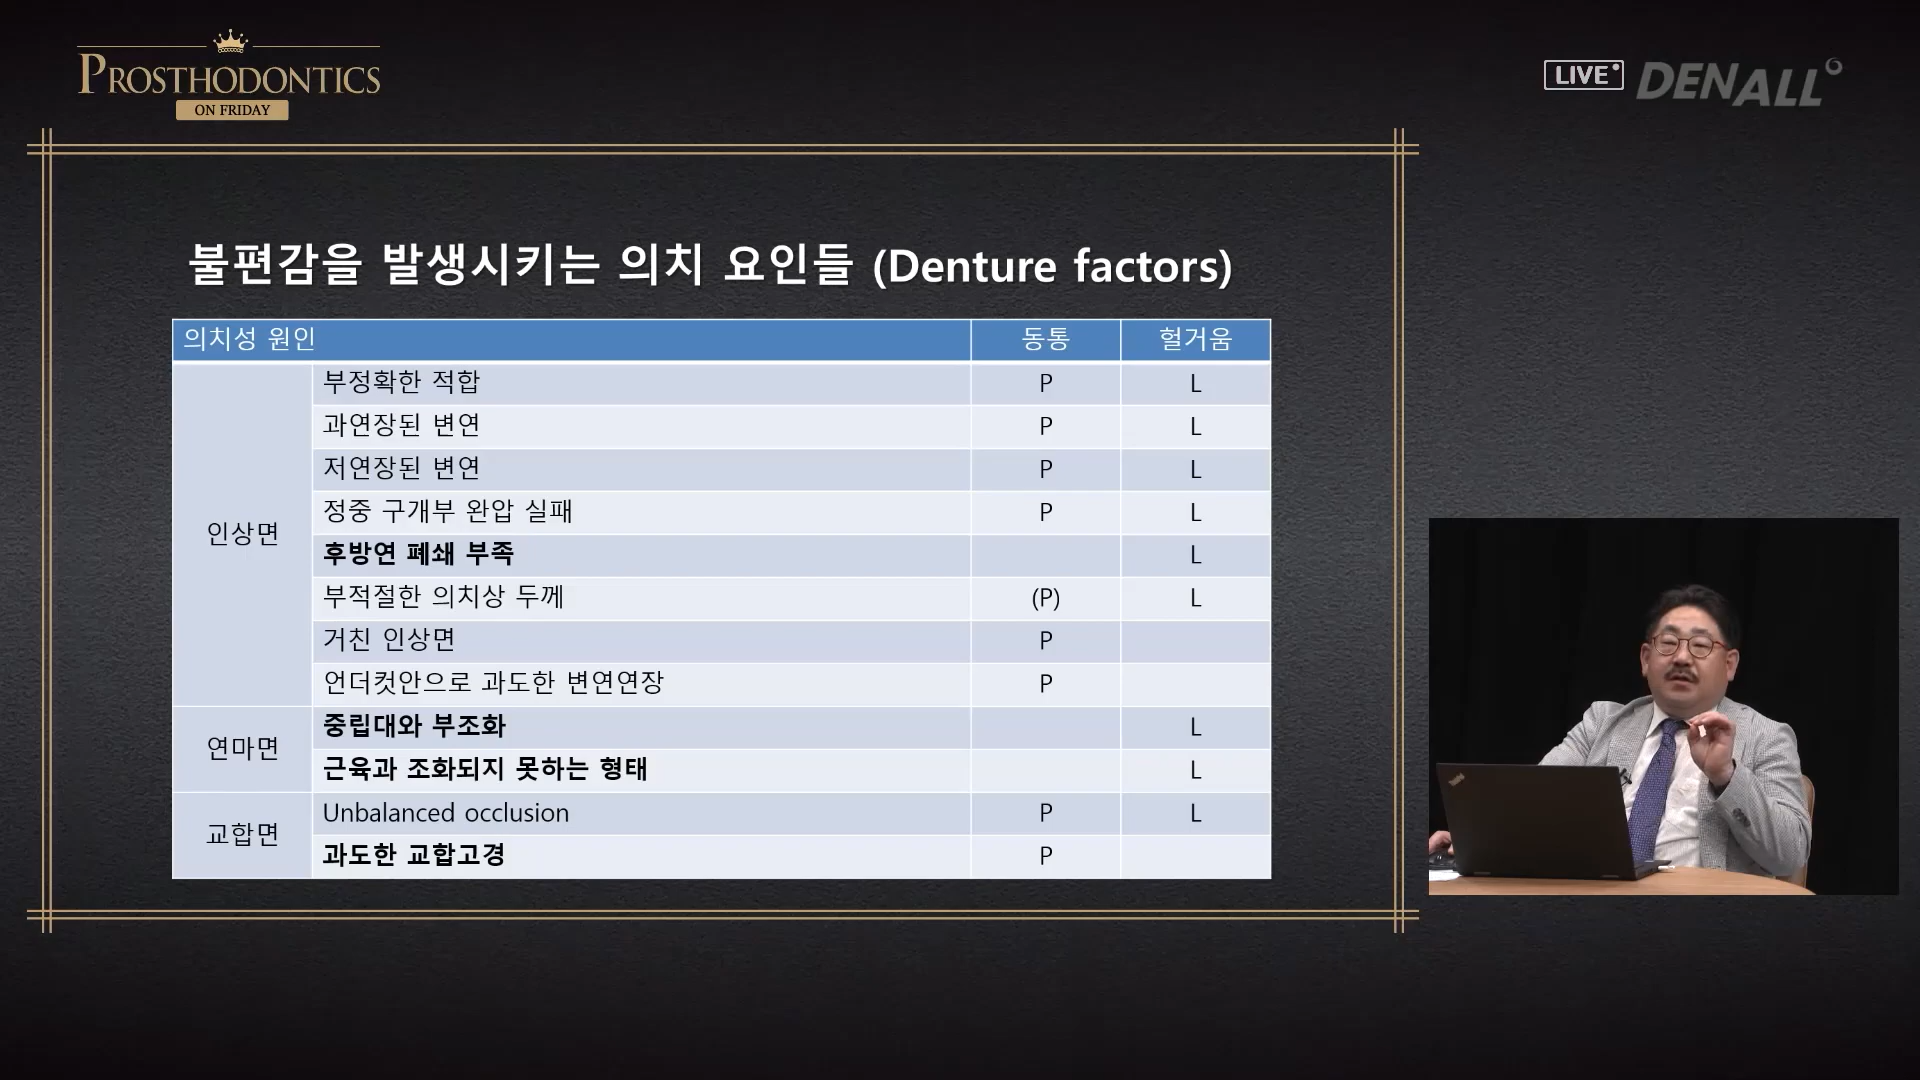 PROSTHODONTICS
ON FRIDAY
LIVE DENALL
불편감을 발생시키는 의치 요인들 (Denture factors)
의치성 원인 동통 헐거움
인상면
부정확한 적합 P L
과연장된 변연 P L
저연장된 변연 P L
정중 구개부 완압 실패 P L
후방연 폐쇄 부족 L
부적절한 의치상 두께 (P) L
거친 인상면 P
언더컷안으로 과도한 변연연장 P
연마면
중립대와 부조화 L
근육과 조화되지 못하는 형태 L
교합면
Unbalanced occlusion P L
과도한 교합고경 P